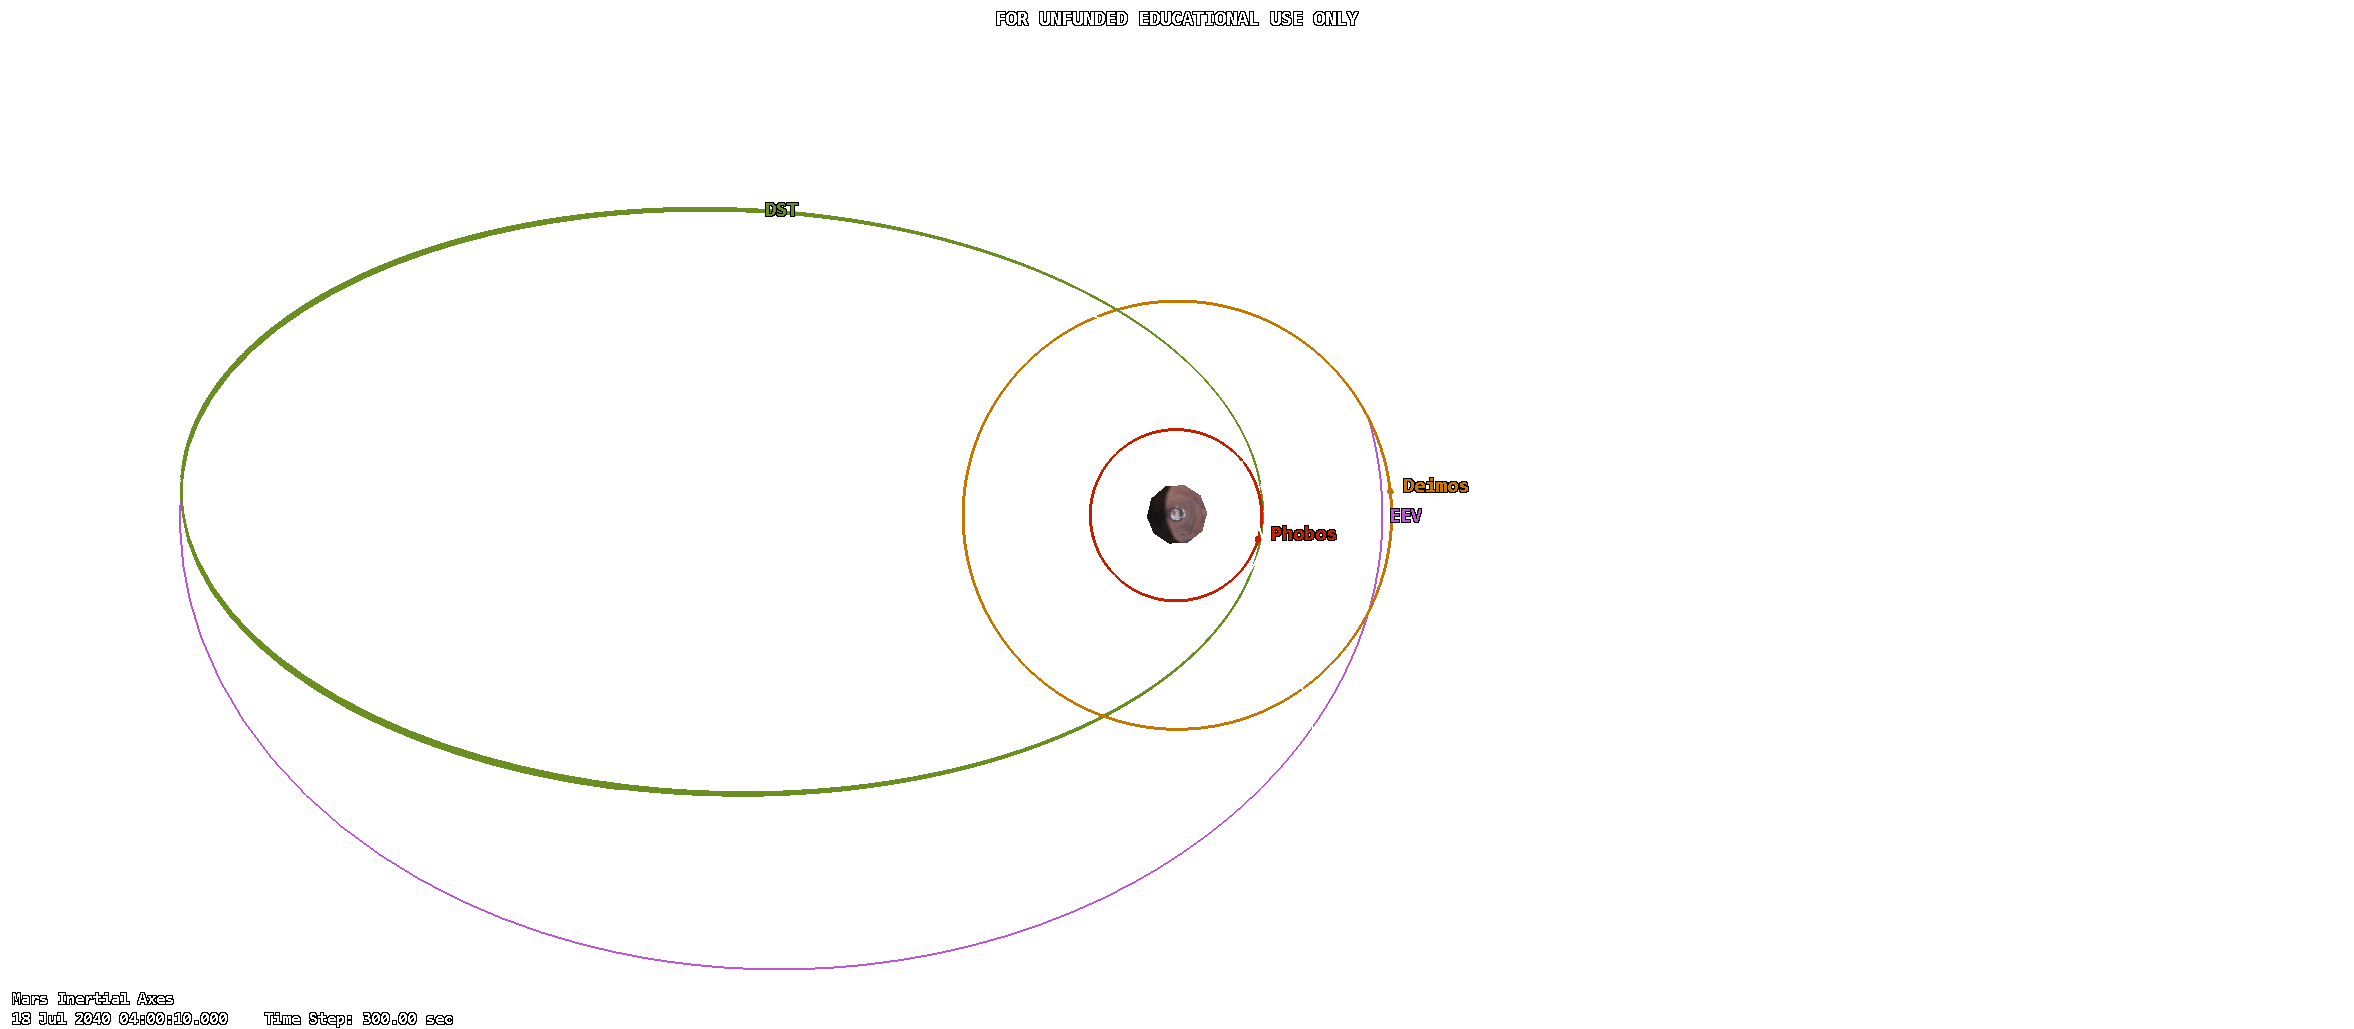 FOR UNFUNDED EDUCATIONAL USE ONLY
DST
Deimos
EEV
Phobos
Mars Inertial Axes
18 Jul 2040 04:00:10.000    Time Step: 300.00 sec